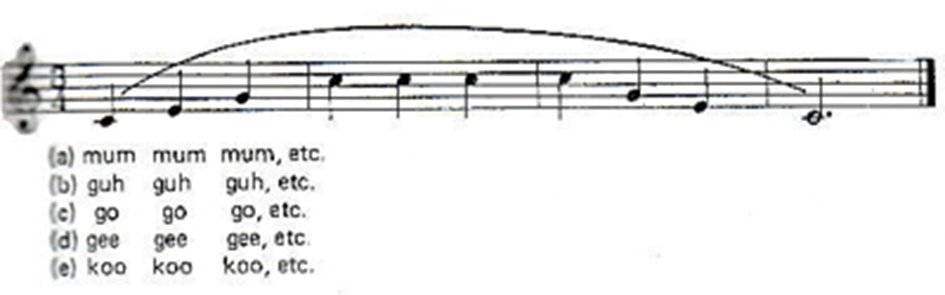 (a) mum mum mum, etc.
(b) guh guh guh, etc.
(c) go go go, etc.
(d) gee gee gee, etc.
(e) koo koo koo, etc.